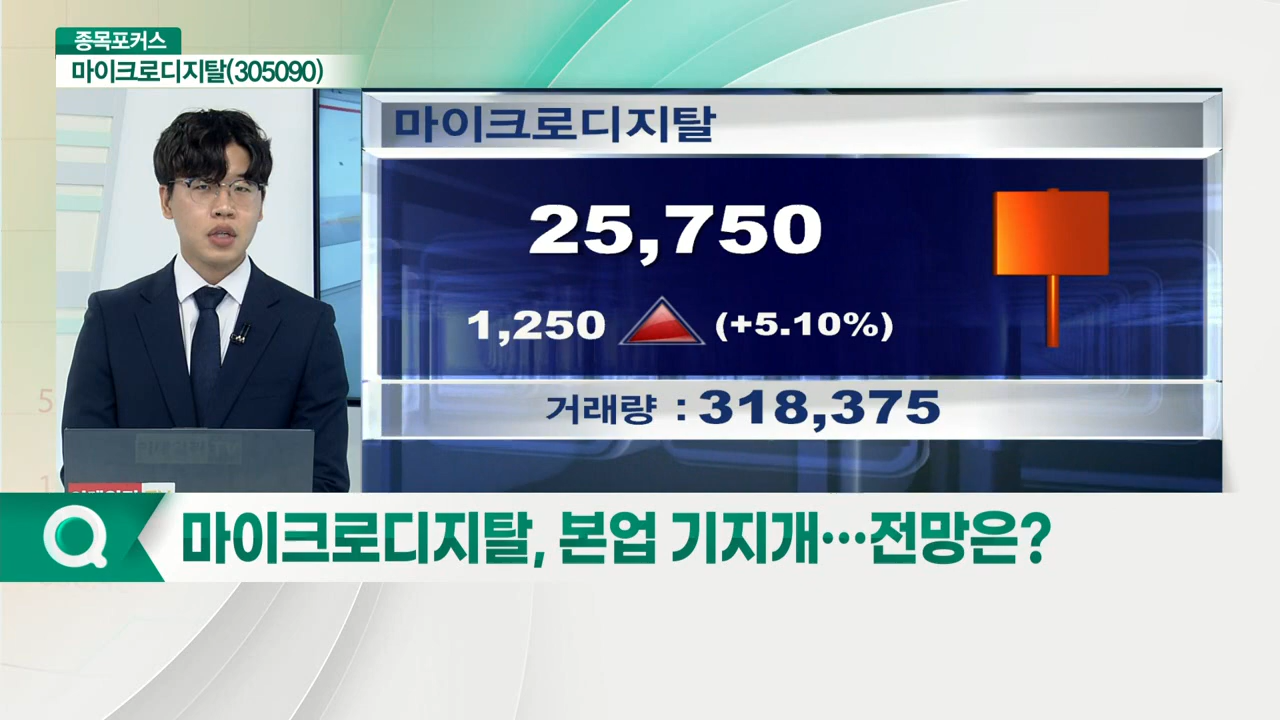 종목포커스
마이크로디지탈(305090)
마이크로디지탈
25,750
1,250 ▲ (+5.10%)
거래량 : 318,375
마이크로디지탈, 본업 기지개…전망은?
5
1